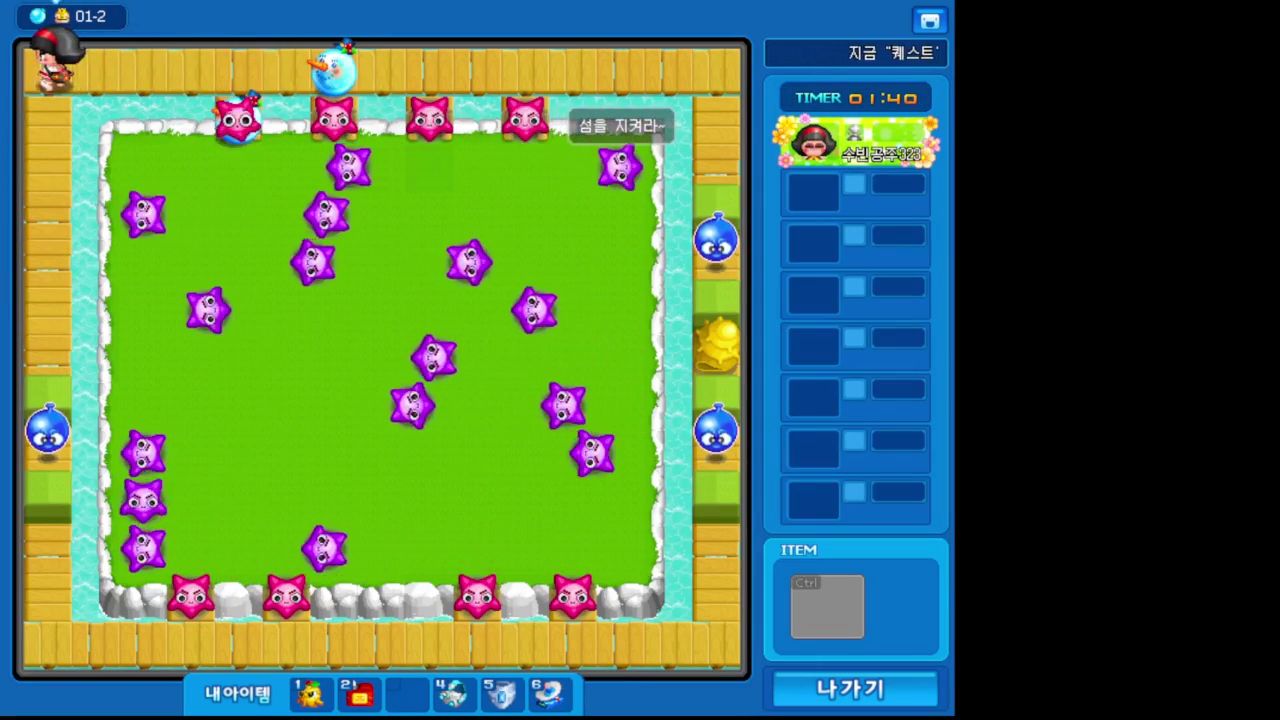 01-2
지금 "퀘스트'
TIMER 01:40
섬을 지켜라~
수빈공주323
ITEM
Ctrl
내아이템
1
2
4
5
6
나가기